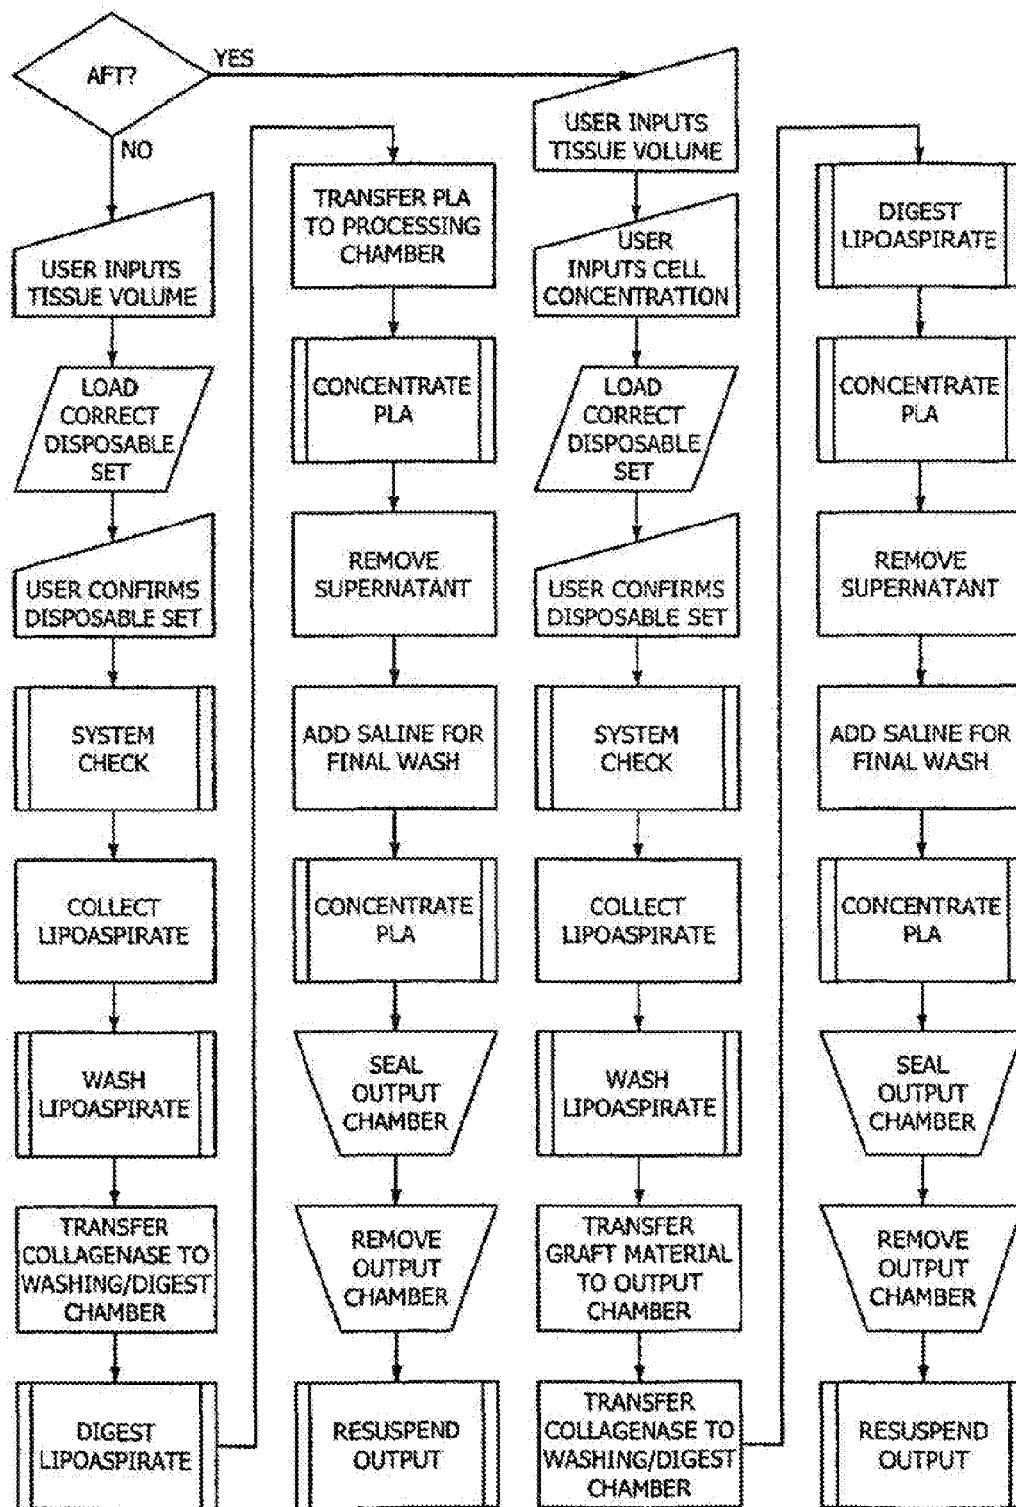 AFT?
YES
NO
USER INPUTS
TISSUE VOLUME
LOAD
CORRECT
DISPOSABLE
SET
USER CONFIRMS
DISPOSABLE SET
SYSTEM
CHECK
COLLECT
LIPOASPIRATE
WASH
LIPOASPIRATE
TRANSFER
COLLAGENASE TO
WASHING/DIGEST
CHAMBER
DIGEST
LIPOASPIRATE
TRANSFER PLA
TO PROCESSING
CHAMBER
CONCENTRATE
PLA
REMOVE
SUPERNATANT
ADD SALINE FOR
FINAL WASH
CONCENTRATE
PLA
SEAL
OUTPUT
CHAMBER
REMOVE
OUTPUT
CHAMBER
RESUSPEND
OUTPUT
USER INPUTS
TISSUE VOLUME
USER
INPUTS CELL
CONCENTRATION
LOAD
CORRECT
DISPOSABLE
SET
USER CONFIRMS
DISPOSABLE SET
SYSTEM
CHECK
COLLECT
LIPOASPIRATE
WASH
LIPOASPIRATE
TRANSFER
GRAFT MATERIAL
TO OUTPUT
CHAMBER
TRANSFER
COLLAGENASE TO
WASHING/DIGEST
CHAMBER
DIGEST
LIPOASPIRATE
CONCENTRATE
PLA
REMOVE
SUPERNATANT
ADD SALINE FOR
FINAL WASH
CONCENTRATE
PLA
SEAL
OUTPUT
CHAMBER
REMOVE
OUTPUT
CHAMBER
RESUSPEND
OUTPUT